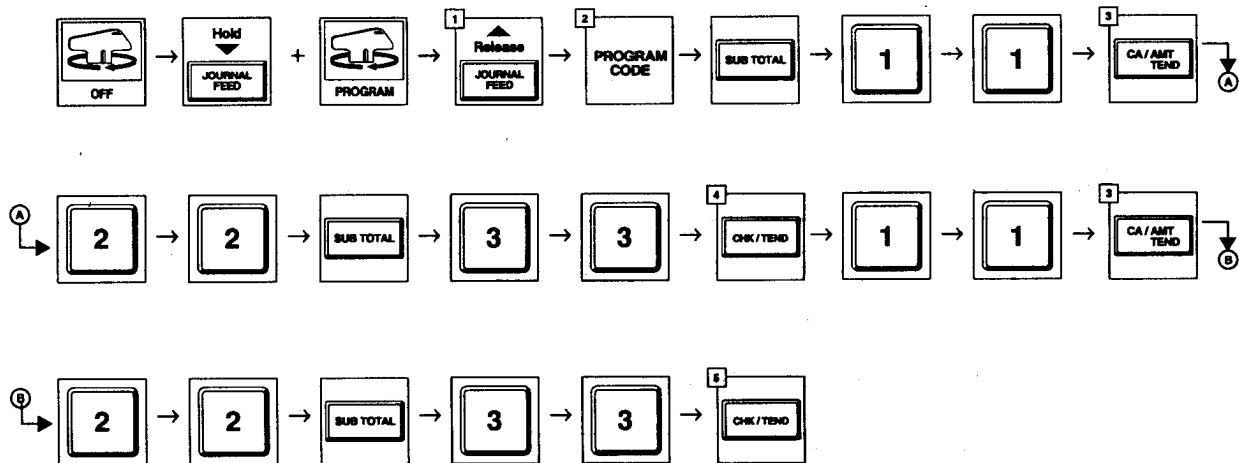 OFF
Hold
JOURNAL
FEED
+
PROGRAM
1
Release
JOURNAL
FEED
2
PROGRAM
CODE
SUB TOTAL
1
1
3
CA / AMT
TEND
A
A
2
2
SUB TOTAL
3
3
4
CHK / TEND
1
1
3
CA / AMT
TEND
B
B
2
2
SUB TOTAL
3
3
5
CHK / TEND